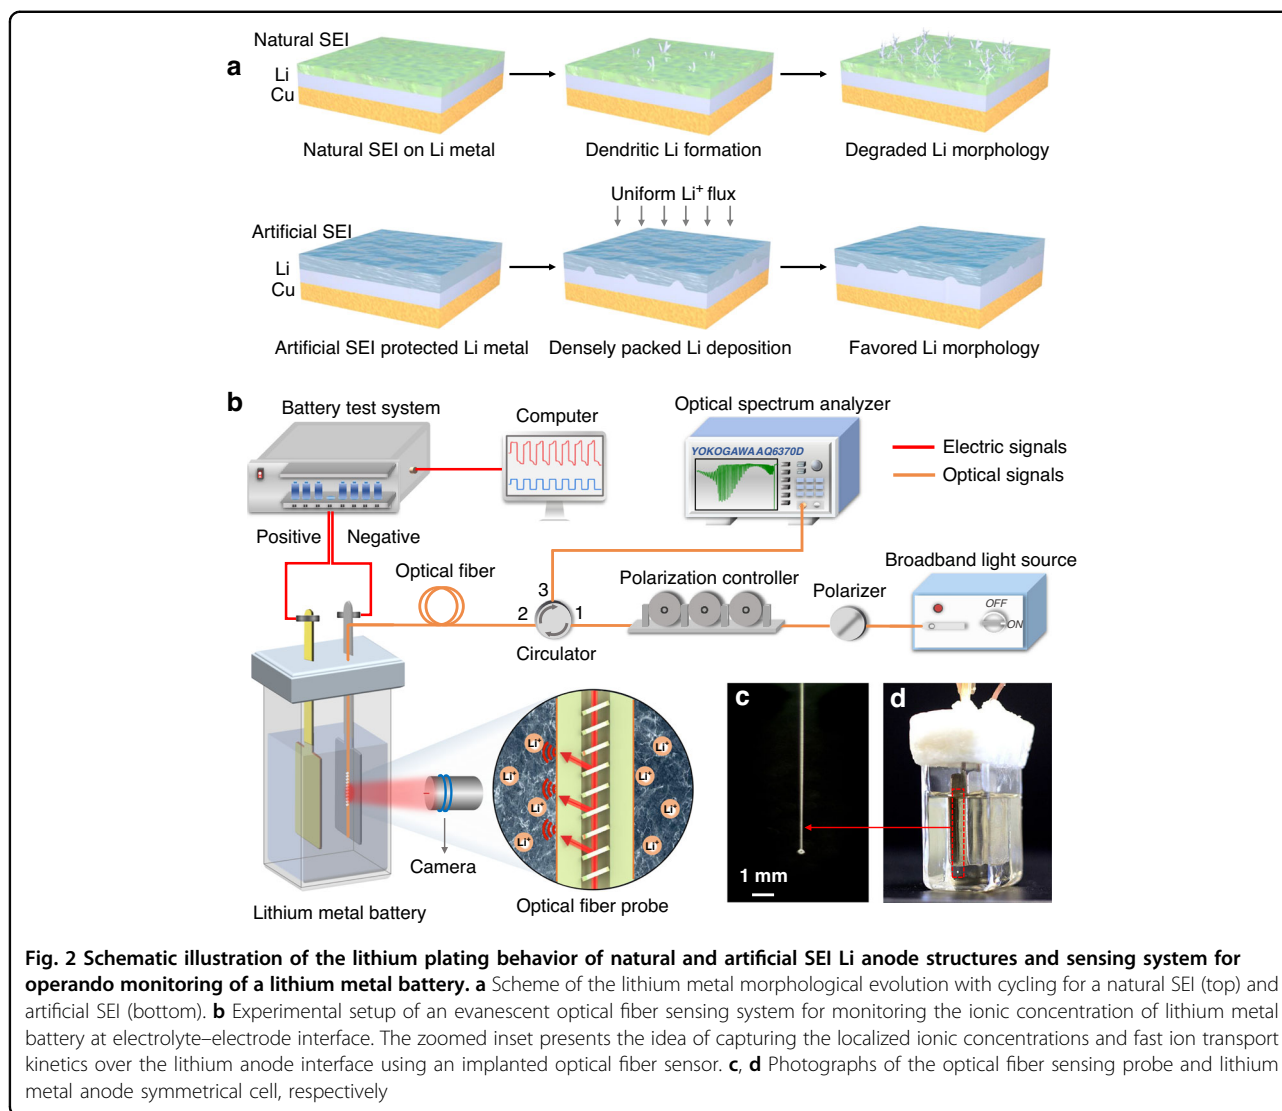 Natural SEI
a
Li
Cu
Natural SEI on Li metal
Dendritic Li formation
Degraded Li morphology
Uniform Li⁺ flux
Artificial SEI
Li
Cu
Artificial SEI protected Li metal
Densely packed Li deposition
Favored Li morphology
b
Battery test system
Computer
Optical spectrum analyzer
YOKOGAWA AQ6370D
Electric signals
Optical signals
Positive
Negative
Optical fiber
3
2
1
Circulator
Polarization controller
Polarizer
Broadband light source
OFF
ON
Li⁺
Li⁺
Li⁺
Li⁺
Li⁺
Li⁺
Li⁺
Li⁺
Li⁺
Camera
Lithium metal battery
Optical fiber probe
c
1 mm
d
Fig. 2 Schematic illustration of the lithium plating behavior of natural and artificial SEI Li anode structures and sensing system for
operando monitoring of a lithium metal battery. a Scheme of the lithium metal morphological evolution with cycling for a natural SEI (top) and
artificial SEI (bottom). b Experimental setup of an evanescent optical fiber sensing system for monitoring the ionic concentration of lithium metal
battery at electrolyte–electrode interface. The zoomed inset presents the idea of capturing the localized ionic concentrations and fast ion transport
kinetics over the lithium anode interface using an implanted optical fiber sensor. c, d Photographs of the optical fiber sensing probe and lithium
metal anode symmetrical cell, respectively